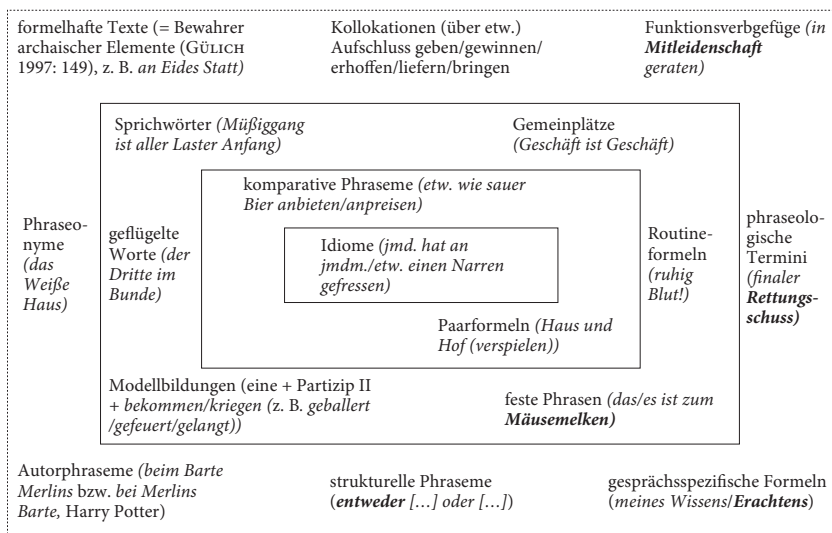 formelhafte Texte (= Bewahrer
archaischer Elemente (GÜLICH
1997: 149), z. B. an Eides Statt)
Kollokationen (über etw.)
Aufschluss geben/gewinnen/
erhoffen/liefern/bringen
Funktionsverbgefüge (in
Mitleidenschaft
geraten)
Sprichwörter (Müßiggang
ist aller Laster Anfang)
Gemeinplätze
(Geschäft ist Geschäft)
komparative Phraseme (etw. wie sauer
Bier anbieten/anpreisen)
Phraseo-
nyme
(das
Weiße
Haus)
geflügelte
Worte (der
Dritte im
Bunde)
Idiome (jmd. hat an
jmdm./etw. einen Narren
gefressen)
Routine-
formeln
(ruhig
Blut!)
phraseolo-
gische
Termini
(finaler
Rettungs-
schuss)
Paarformeln (Haus und
Hof (verspielen))
Modellbildungen (eine + Partizip II
+ bekommen/kriegen (z. B. geballert
/gefeuert/gelangt))
feste Phrasen (das/es ist zum
Mäusemelken)
Autorphraseme (beim Barte
Merlins bzw. bei Merlins
Barte, Harry Potter)
strukturelle Phraseme
(entweder […] oder […])
gesprächsspezifische Formeln
(meines Wissens/Erachtens)